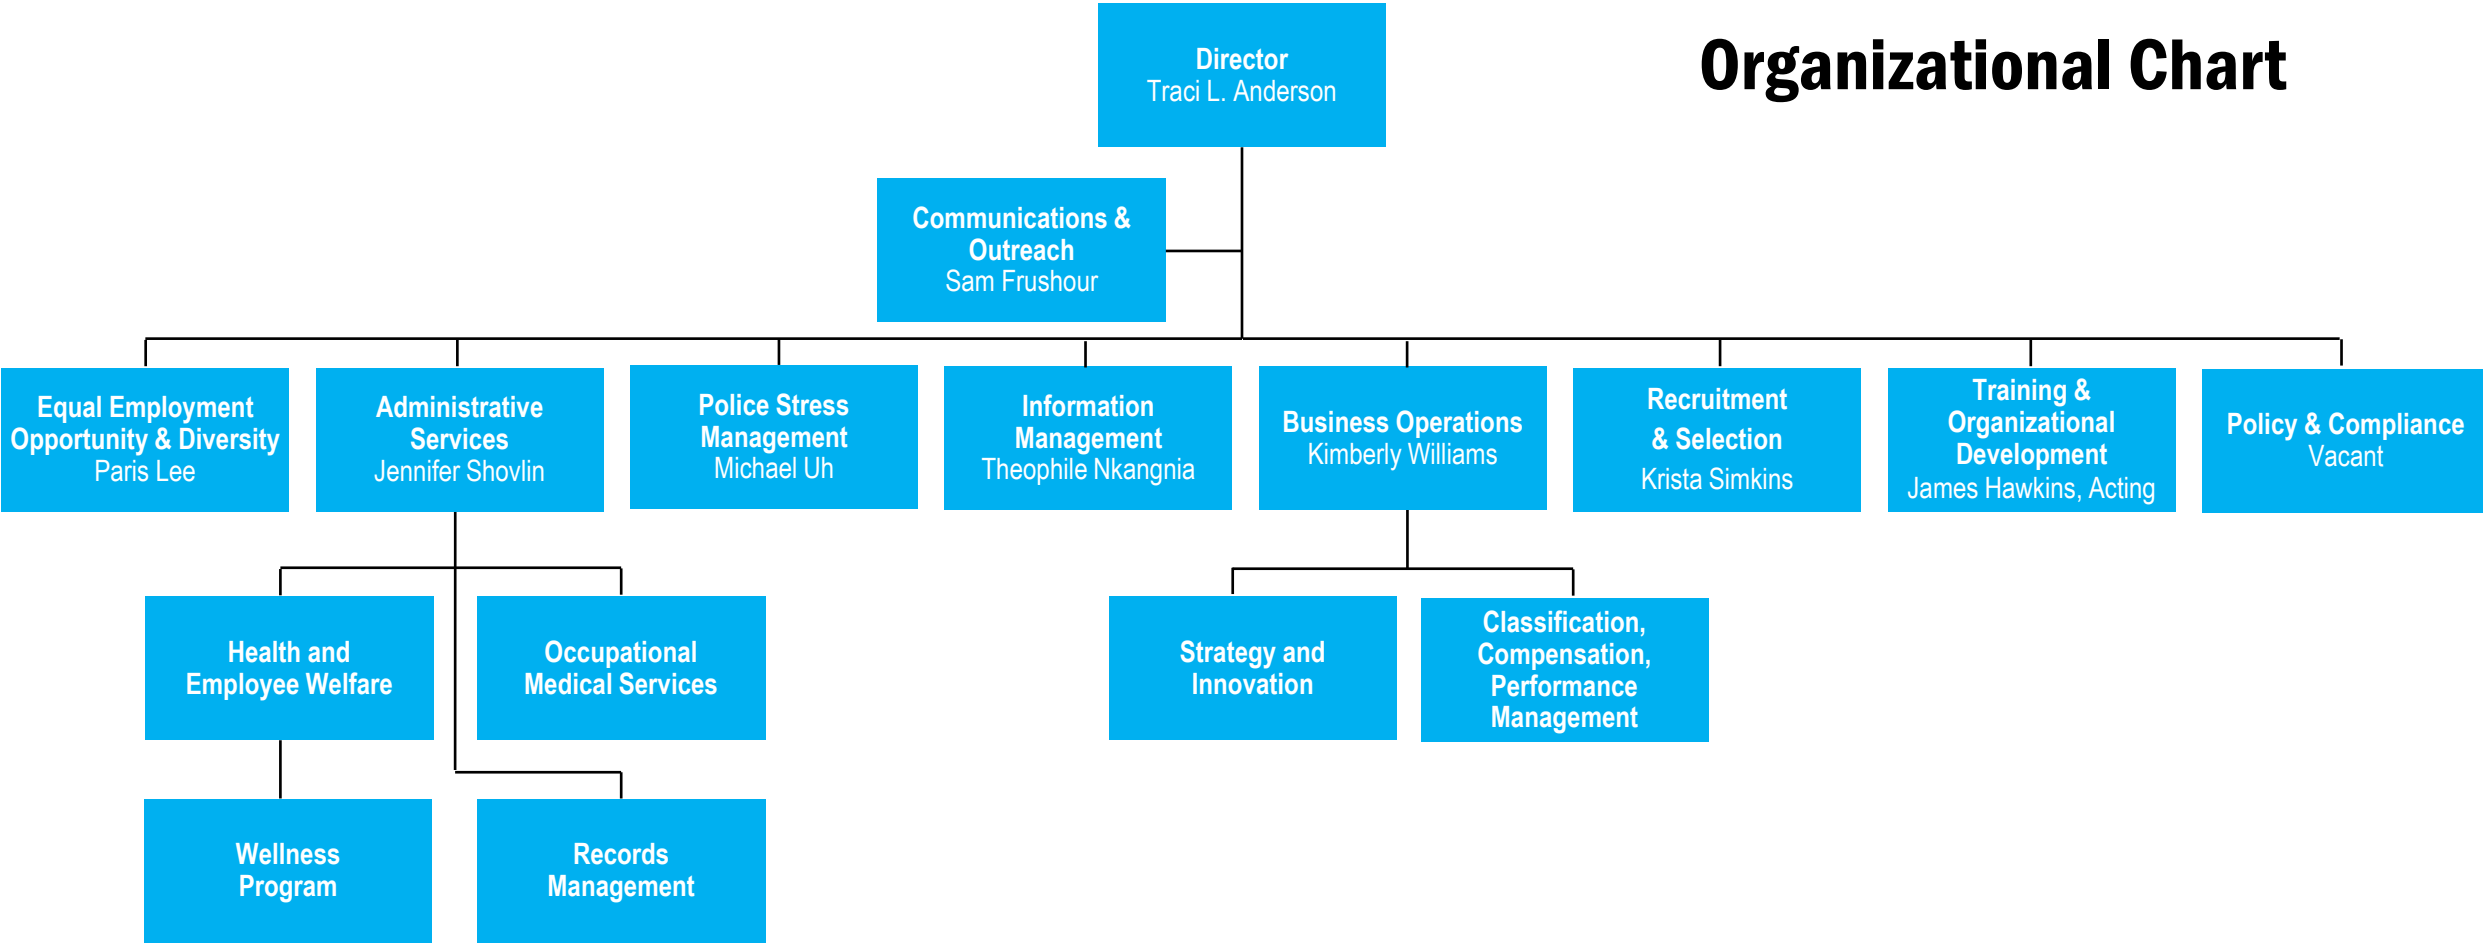 Organizational Chart
Director
Traci L. Anderson
Communications &
Outreach
Sam Frushour
Equal Employment
Opportunity & Diversity
Paris Lee
Administrative
Services
Jennifer Shovlin
Police Stress
Management
Michael Uh
Information
Management
Theophile Nkangnia
Business Operations
Kimberly Williams
Recruitment
& Selection
Krista Simkins
Training &
Organizational
Development
James Hawkins, Acting
Policy & Compliance
Vacant
Health and
Employee Welfare
Occupational
Medical Services
Strategy and
Innovation
Classification,
Compensation,
Performance
Management
Wellness
Program
Records
Management